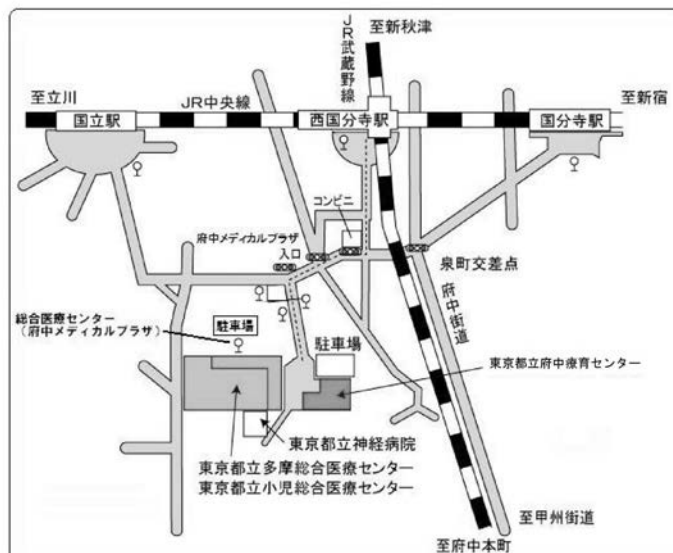 JR武蔵野線
至新秋津
至立川
JR中央線
至新宿
国立駅
西国分寺駅
国分寺駅
コンビニ
府中メディカルプラザ
入口
泉町交差点
府中街道
総合医療センター
(府中メディカルプラザ)
駐車場
駐車場
東京都立府中療育センター
東京都立神経病院
東京都立多摩総合医療センター
東京都立小児総合医療センター
至甲州街道
至府中本町